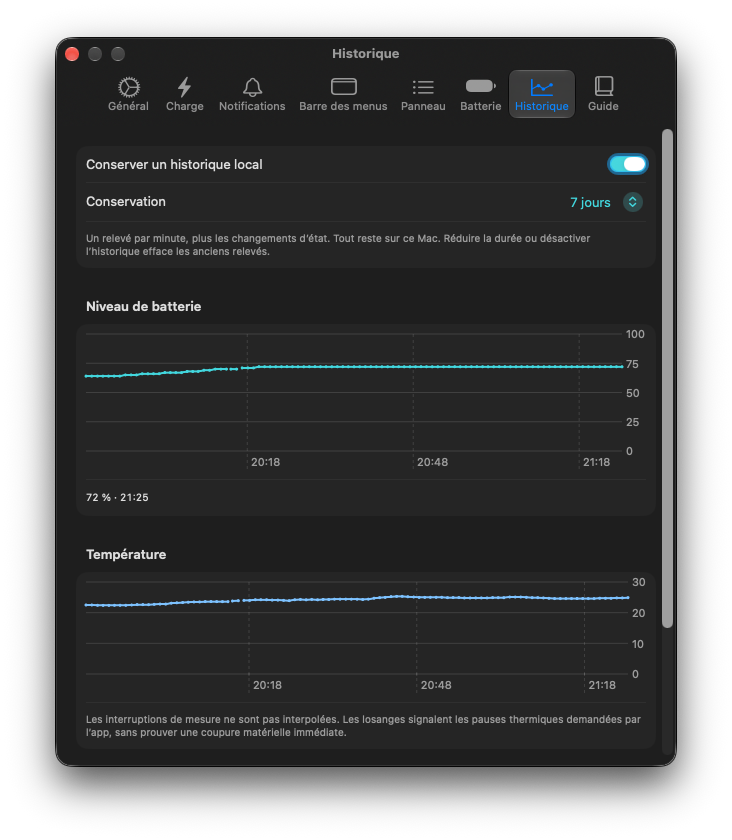 Historique
Général
Charge
Notifications
Barre des menus
Panneau
Batterie
Historique
Guide
Conserver un historique local
Conservation
7 jours
Un relevé par minute, plus les changements d’état. Tout reste sur ce Mac. Réduire la durée ou désactiver
l’historique efface les anciens relevés.
Niveau de batterie
100
75
50
25
0
20:18
20:48
21:18
72 % · 21:25
Température
30
20
10
0
20:18
20:48
21:18
Les interruptions de mesure ne sont pas interpolées. Les losanges signalent les pauses thermiques demandées par
l’app, sans prouver une coupure matérielle immédiate.